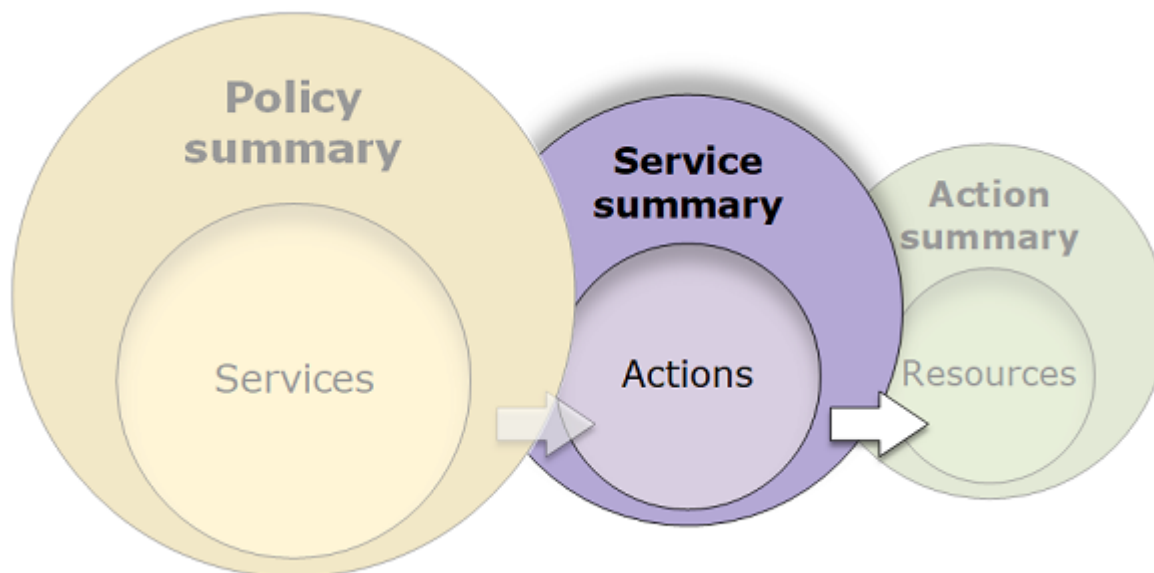 Policy
summary
Services
Service
summary
Actions
Action
summary
Resources